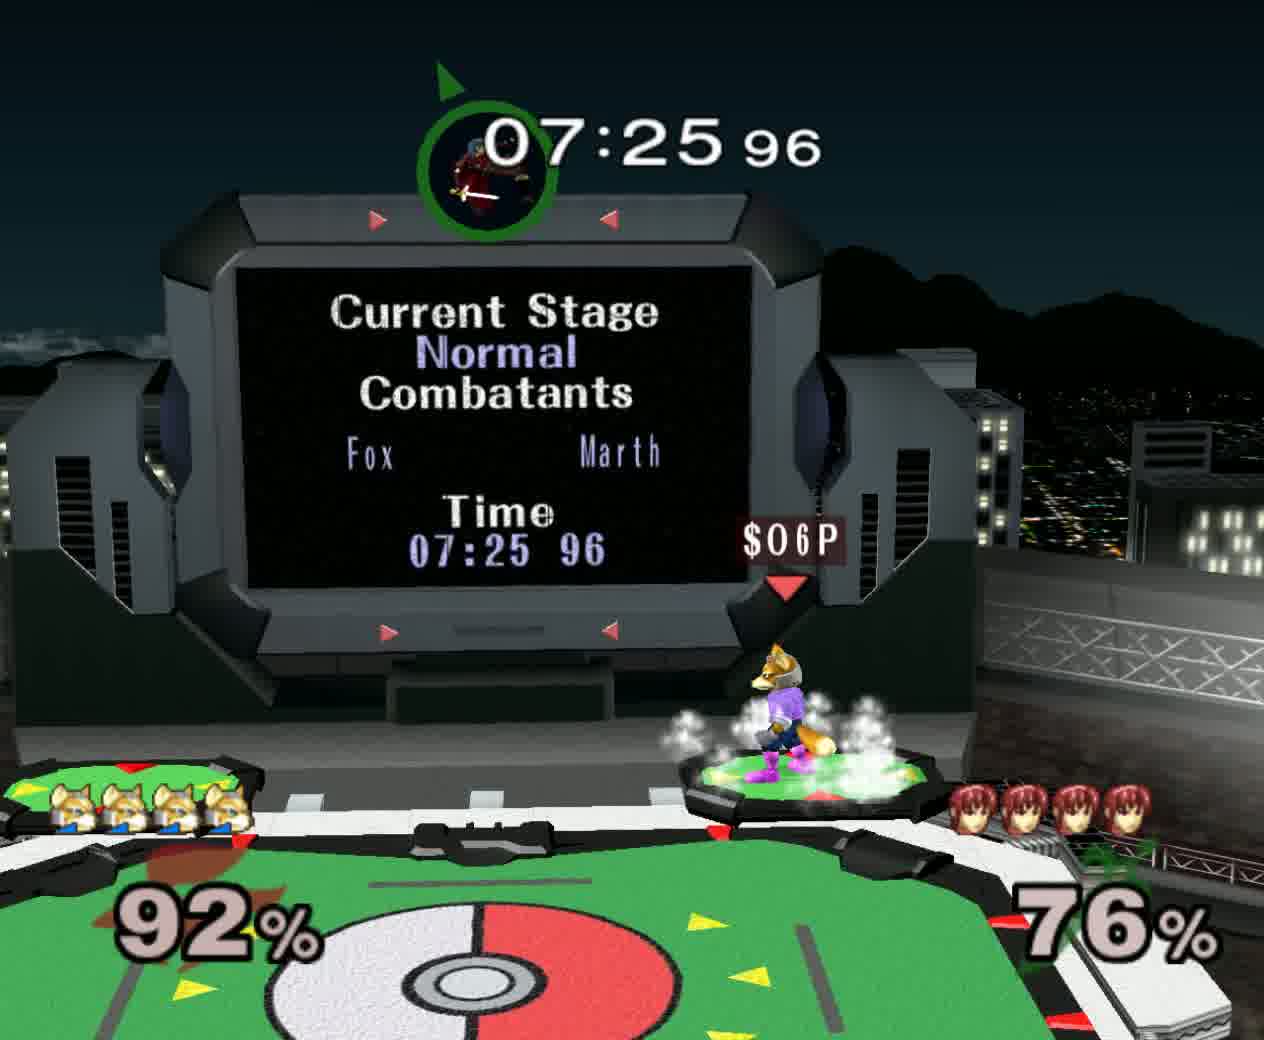 07:25 96
Current Stage
Normal
Combatants
Fox Marth
Time
07:25 96
$06P
92%
76%